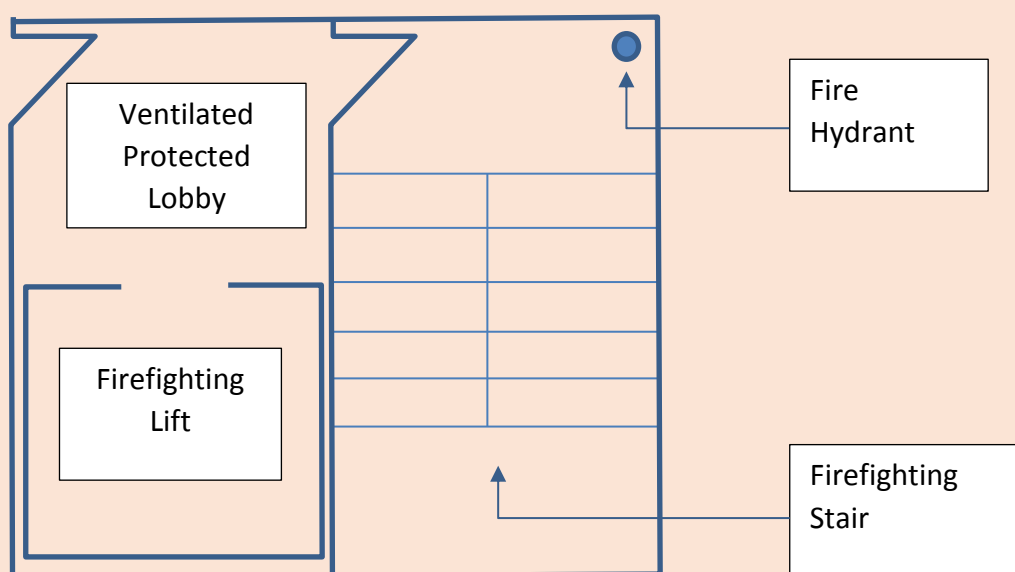 Ventilated
Protected
Lobby
Fire
Hydrant
Firefighting
Lift
Firefighting
Stair